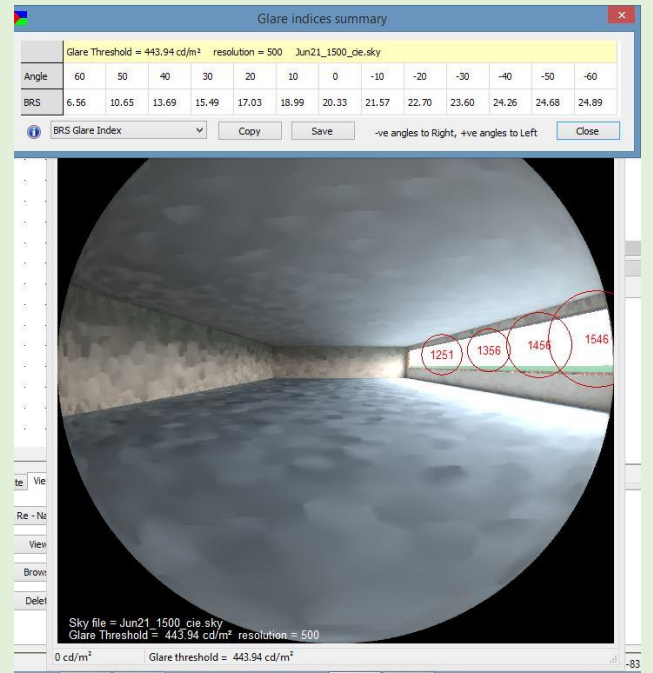 Glare indices summary
Glare Threshold = 443.94 cd/m² resolution = 500 Jun21_1500_cie.sky
Angle 60 50 40 30 20 10 0 -10 -20 -30 -40 -50 -60
BRS 6.56 10.65 13.69 15.49 17.03 18.99 20.33 21.57 22.70 23.60 24.26 24.68 24.89
BRS Glare Index Copy Save -ve angles to Right, +ve angles to Left Close
1251 1356 1456 1546
te Vie
Re - Na
View
Brows
Delet
Sky file = Jun21_1500_cie.sky
Glare Threshold = 443.94 cd/m² resolution = 500
0 cd/m² Glare threshold = 443.94 cd/m²
-83